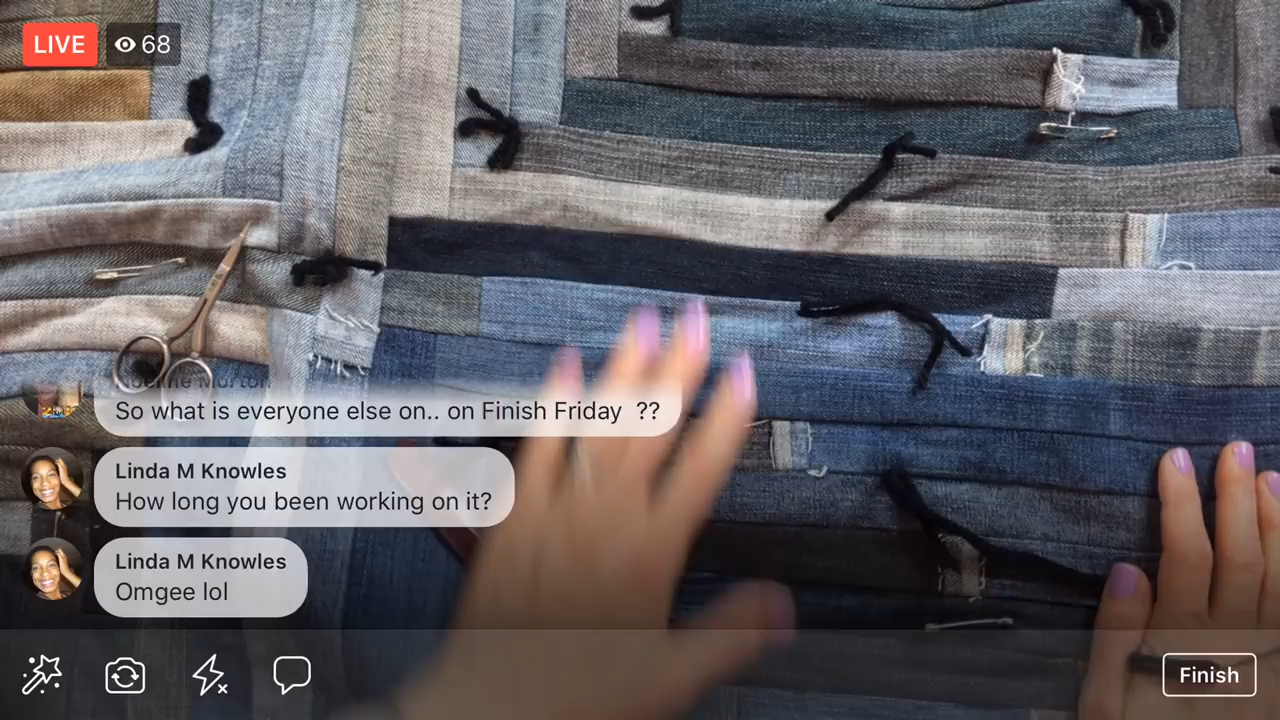 LIVE
68
So what is everyone else on.. on Finish Friday ??
Linda M Knowles
How long you been working on it?
Linda M Knowles
Omgee lol
Finish